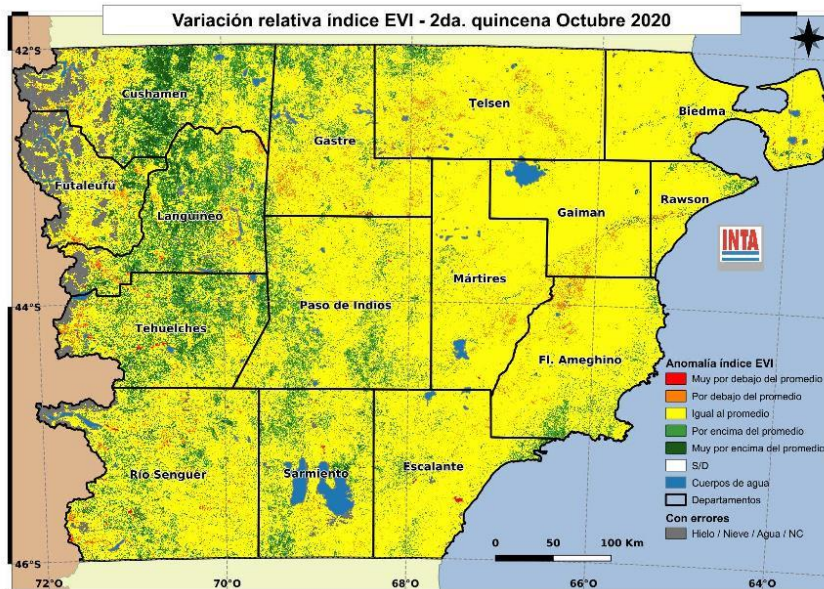 Variación relativa índice EVI - 2da. quincena Octubre 2020
42°S
Cushamen
Telsen
Biedma
Gastre
Futaleufú
Languiñeo
Rawson
Gaiman
INTA
44°S
Paso de Indios
Mártires
Tehuelches
Fl. Ameghino
Anomalía índice EVI
Muy por debajo del promedio
Por debajo del promedio
Igual al promedio
Por encima del promedio
Muy por encima del promedio
S/D
Cuerpos de agua
Departamentos
Con errores
Hielo / Nieve / Agua / NC
Río Senguer
Sarmiento
Escalante
0 50 100 Km
46°S
72°O 70°O 68°O 66°O 64°O